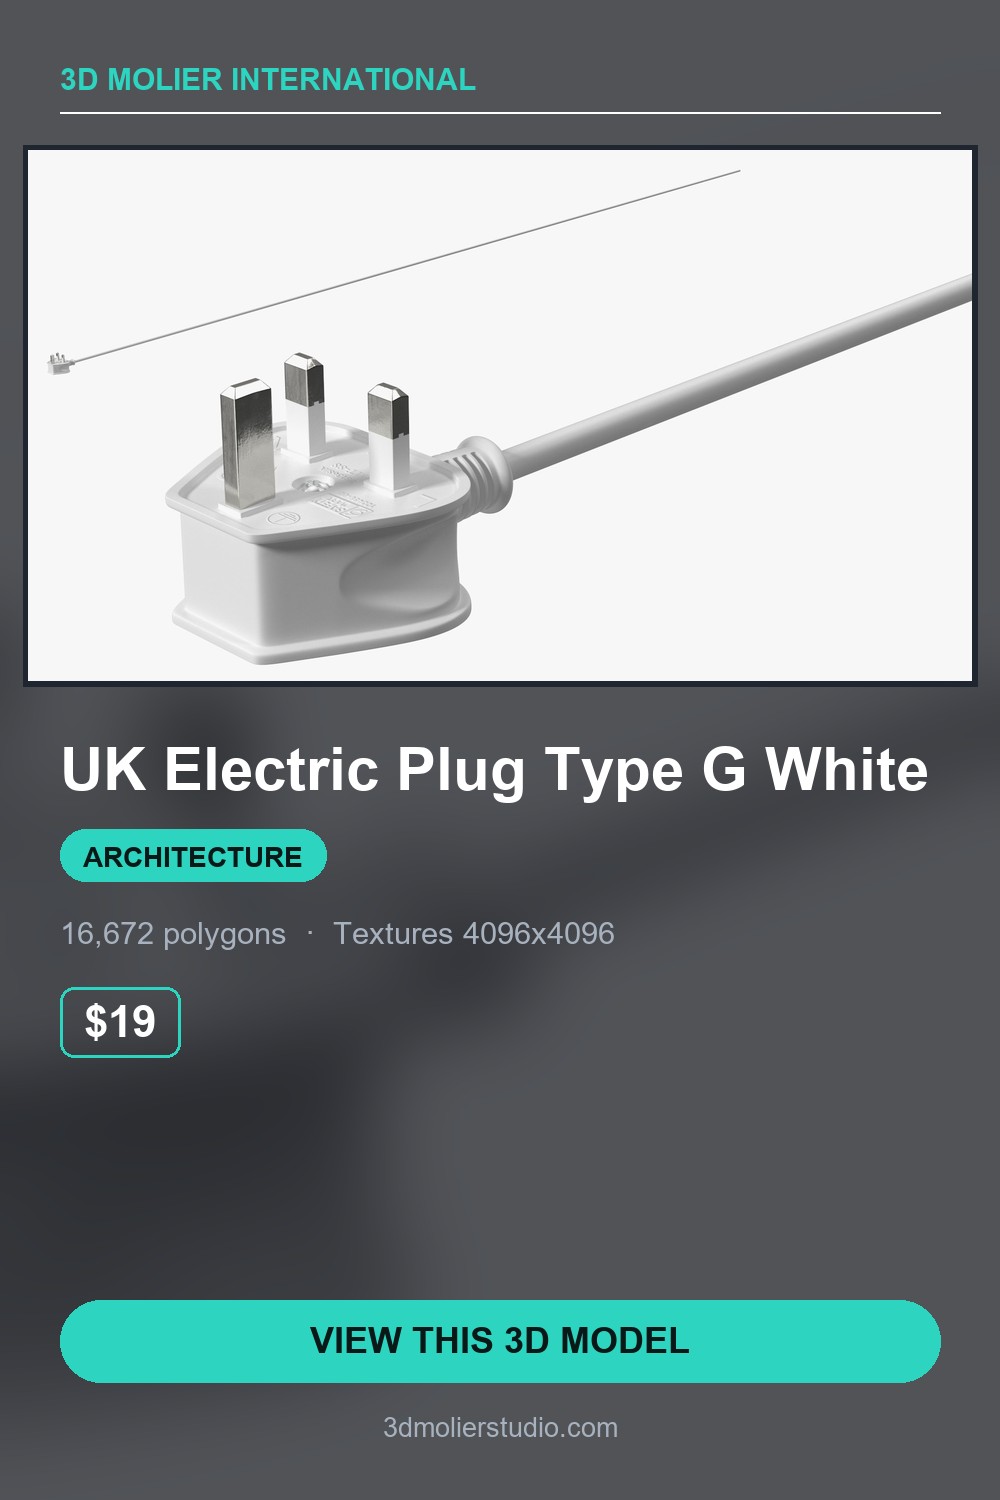 3D MOLIER INTERNATIONAL
UK Electric Plug Type G White
ARCHITECTURE
16,672 polygons · Textures 4096x4096
$19
VIEW THIS 3D MODEL
3dmolierstudio.com